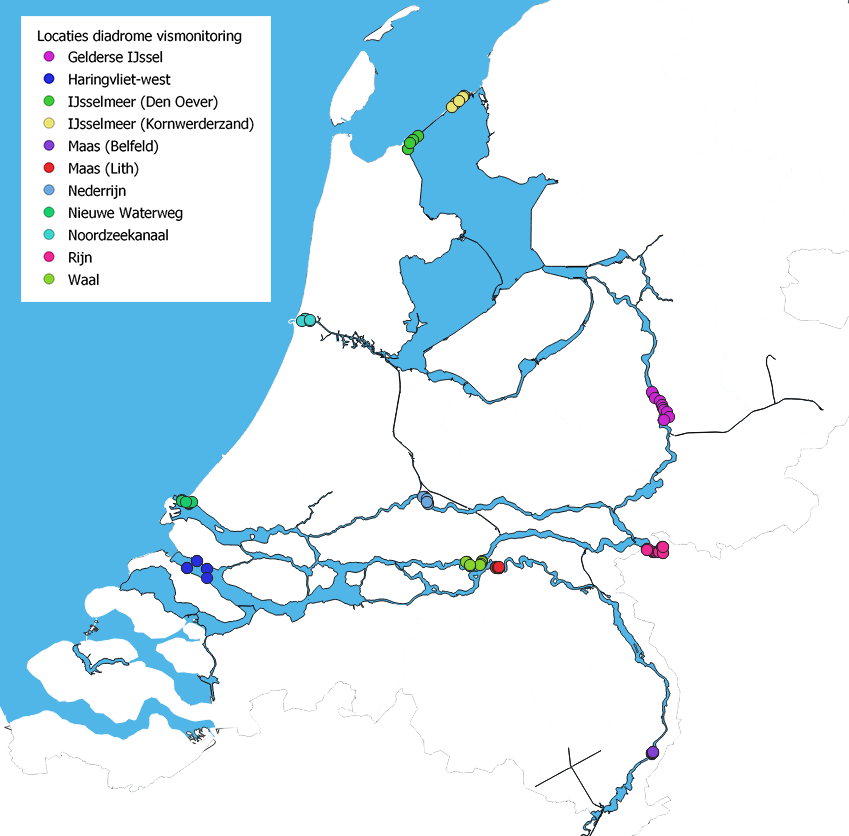 Locaties diadrome vismonitoring
Gelderse IJssel
Haringvliet-west
IJsselmeer (Den Oever)
IJsselmeer (Kornwerderzand)
Maas (Belfeld)
Maas (Lith)
Nederrijn
Nieuwe Waterweg
Noordzeekanaal
Rijn
Waal